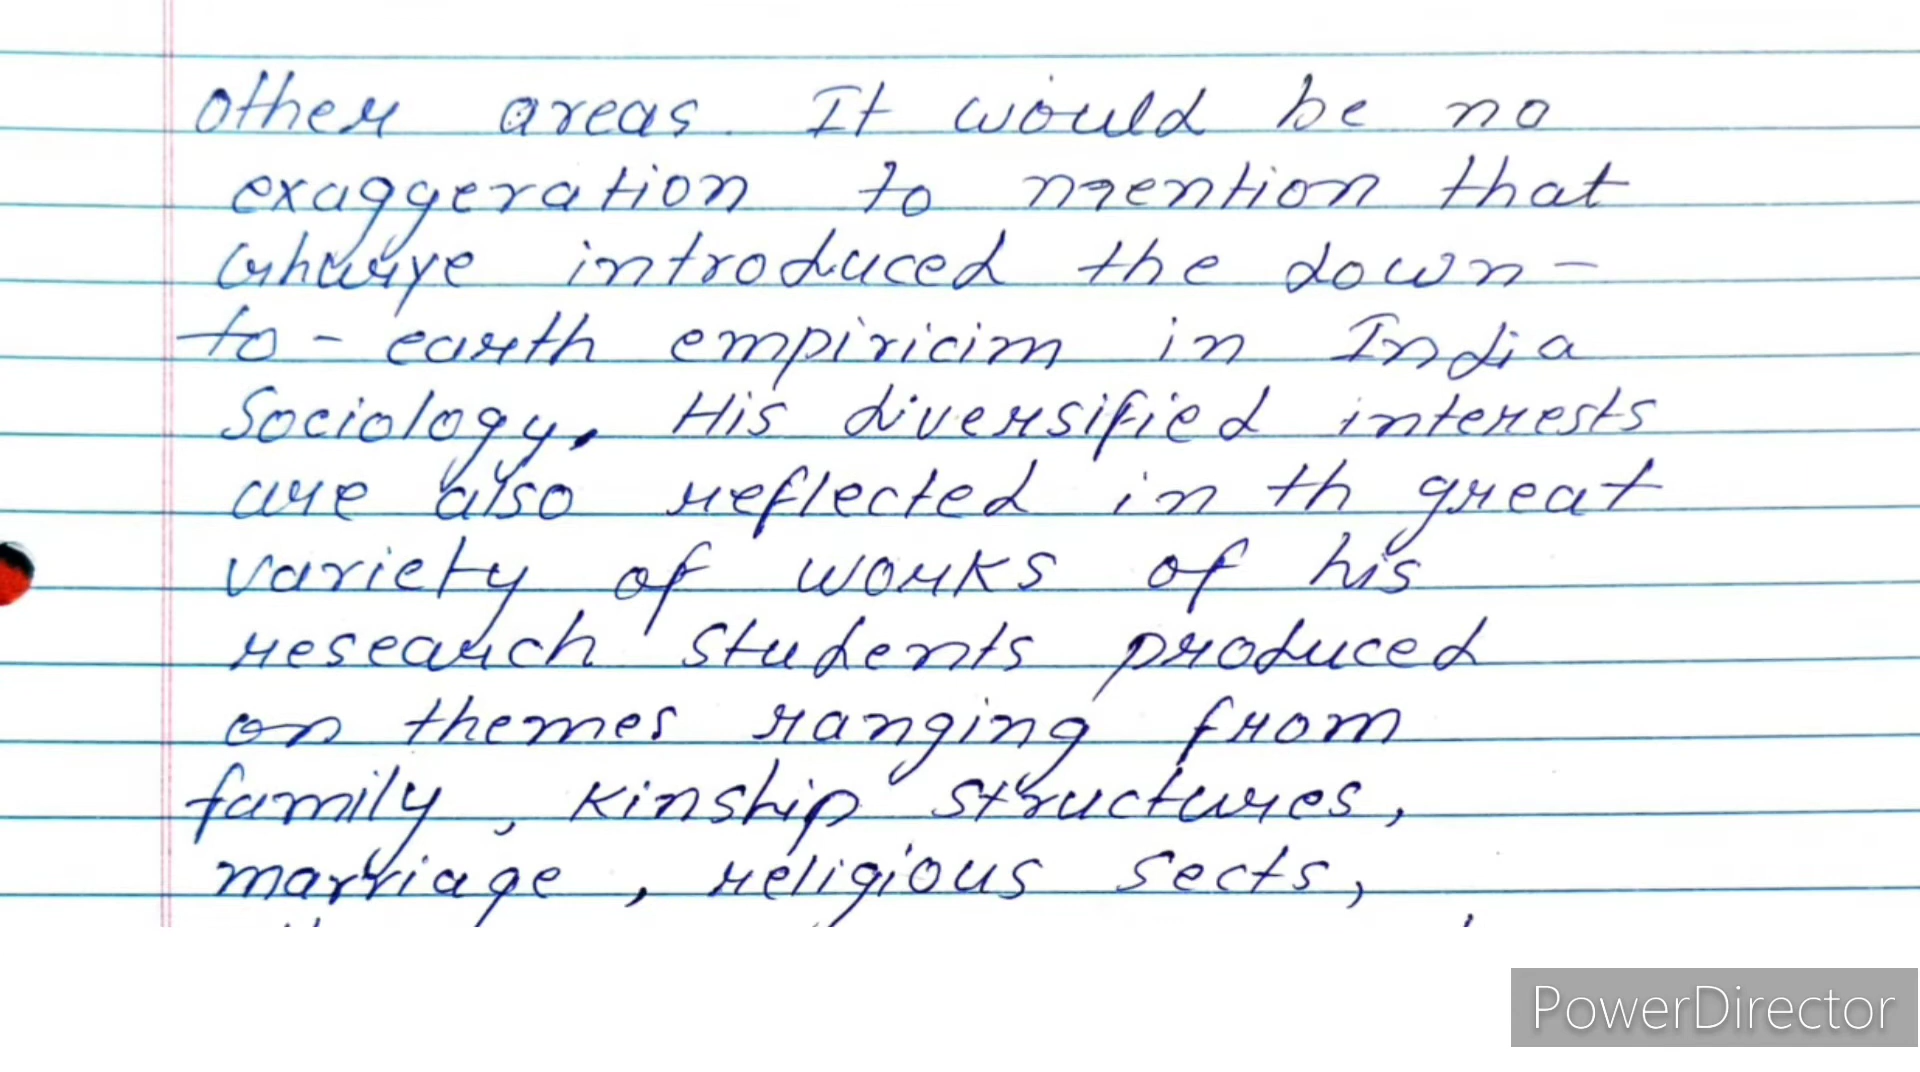 other areas. It would be no
exaggeration to mention that
Ghurye introduced the down-
to-earth empiricim in India
Sociology. His diversified interests
are also reflected in th great
variety of works of his
research students produced
on themes ranging from
family, kinship structures,
marriage, religious sects,
PowerDirector